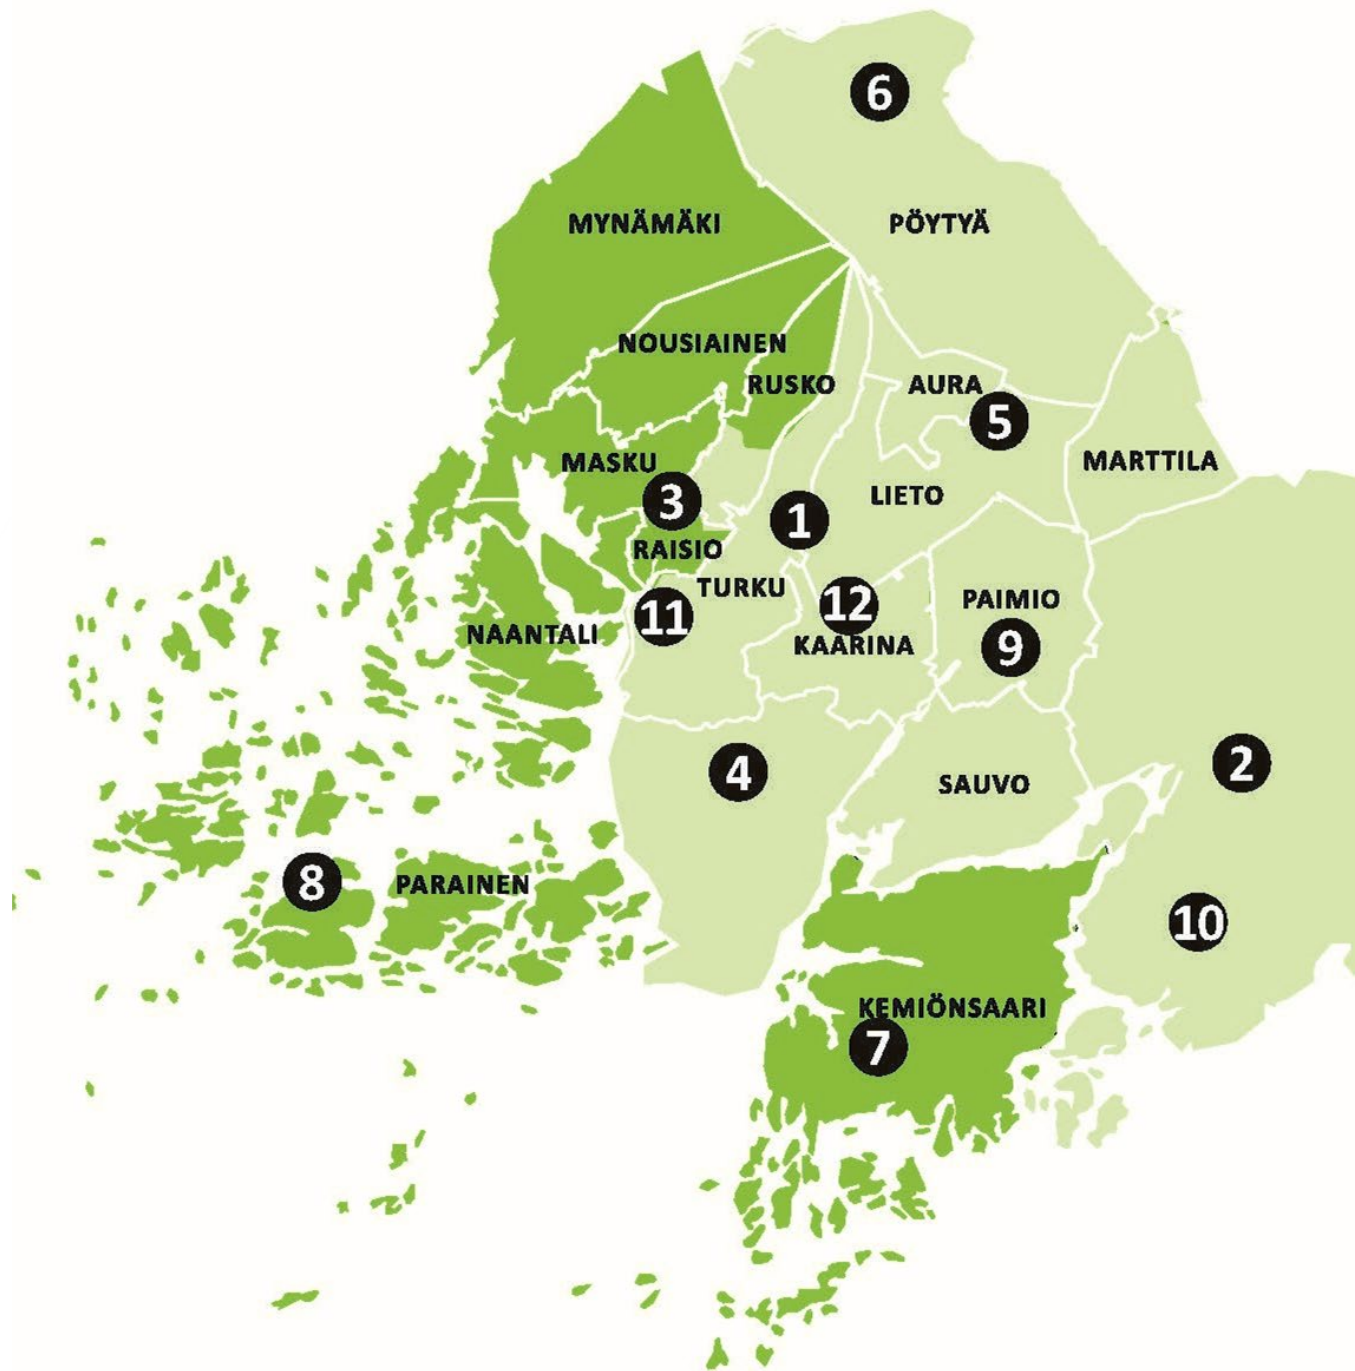 6
MYNÄMÄKI
PÖYTYÄ
NOUSIAINEN
RUSKO
AURA
5
MASKU
MARTTILA
3
LIETO
1
RAISIO
TURKU
PAIMIO
11
12
NAANTALI
KAARINA
9
4
2
SAUVO
8
PARAINEN
10
KEMIÖNSAARI
7